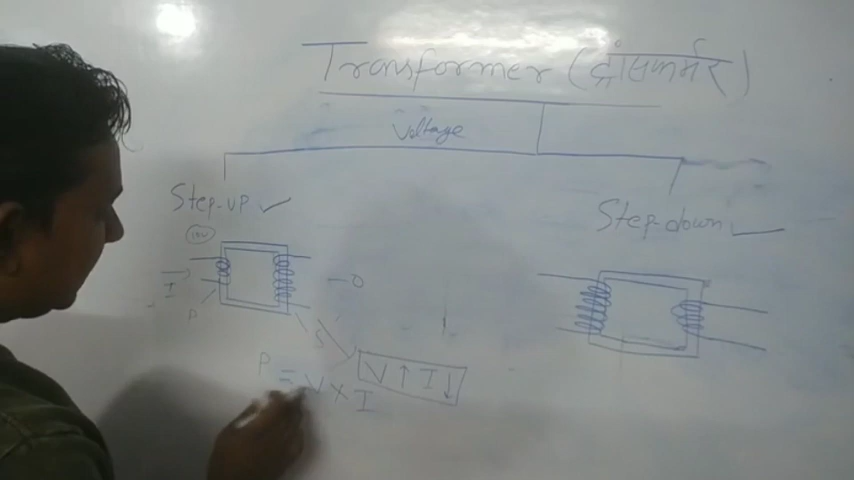 Transformer (ट्रांसफार्मर)
Voltage
Step-up ✓
Step-down
I
P
S
V ↑ I ↓
P = V × I